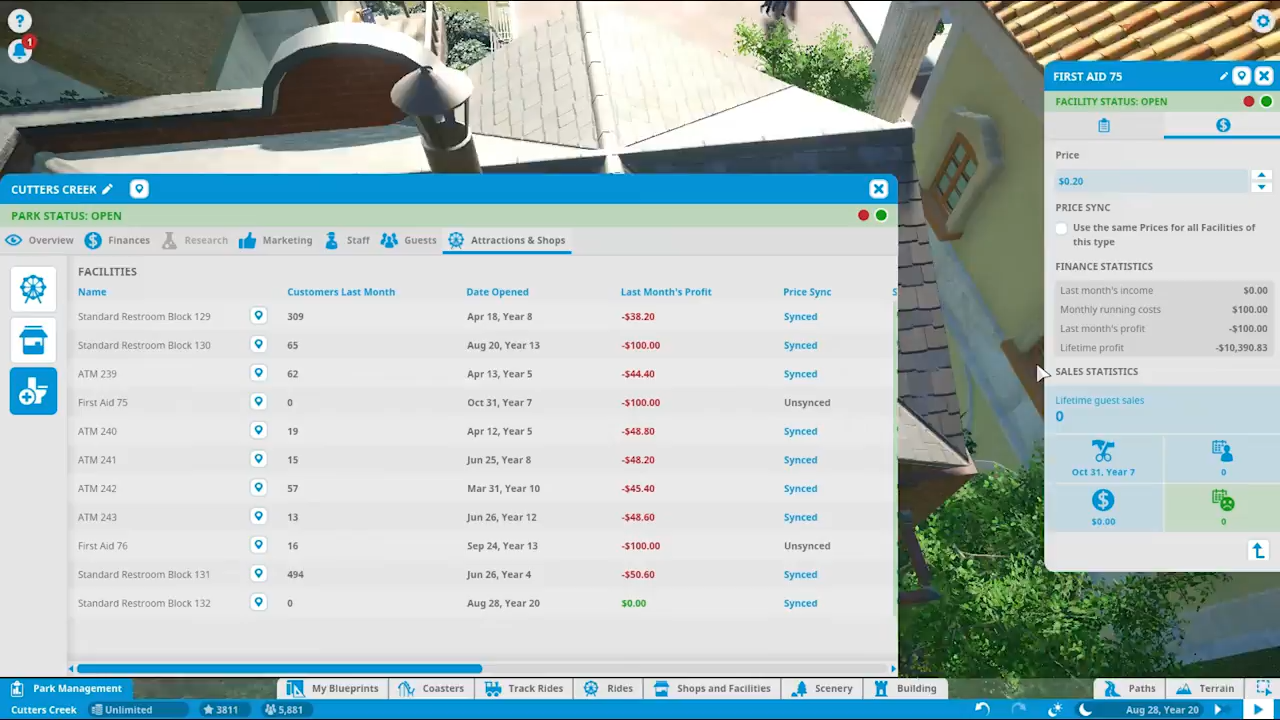 ?
1
FIRST AID 75
FACILITY STATUS: OPEN
Price
$0.20
PRICE SYNC
Use the same Prices for all Facilities of
this type
FINANCE STATISTICS
Last month's income $0.00
Monthly running costs $100.00
Last month's profit -$100.00
Lifetime profit -$10,390.83
SALES STATISTICS
Lifetime guest sales
0
Oct 31, Year 7
0
$0.00
0
CUTTERS CREEK
PARK STATUS: OPEN
Overview Finances Research Marketing Staff Guests Attractions & Shops
FACILITIES
Name Customers Last Month Date Opened Last Month's Profit Price Sync S
Standard Restroom Block 129 309 Apr 18, Year 8 -$38.20 Synced
Standard Restroom Block 130 65 Aug 20, Year 13 -$100.00 Synced
ATM 239 62 Apr 13, Year 5 -$44.40 Synced
First Aid 75 0 Oct 31, Year 7 -$100.00 Unsynced
ATM 240 19 Apr 12, Year 5 -$48.80 Synced
ATM 241 15 Jun 25, Year 8 -$48.20 Synced
ATM 242 57 Mar 31, Year 10 -$45.40 Synced
ATM 243 13 Jun 26, Year 12 -$48.60 Synced
First Aid 76 16 Sep 24, Year 13 -$100.00 Unsynced
Standard Restroom Block 131 494 Jun 26, Year 4 -$50.60 Synced
Standard Restroom Block 132 0 Aug 28, Year 20 $0.00 Synced
Park Management My Blueprints Coasters Track Rides Rides Shops and Facilities Scenery Building Paths Terrain
Cutters Creek Unlimited 3811 5,881 Aug 28, Year 20